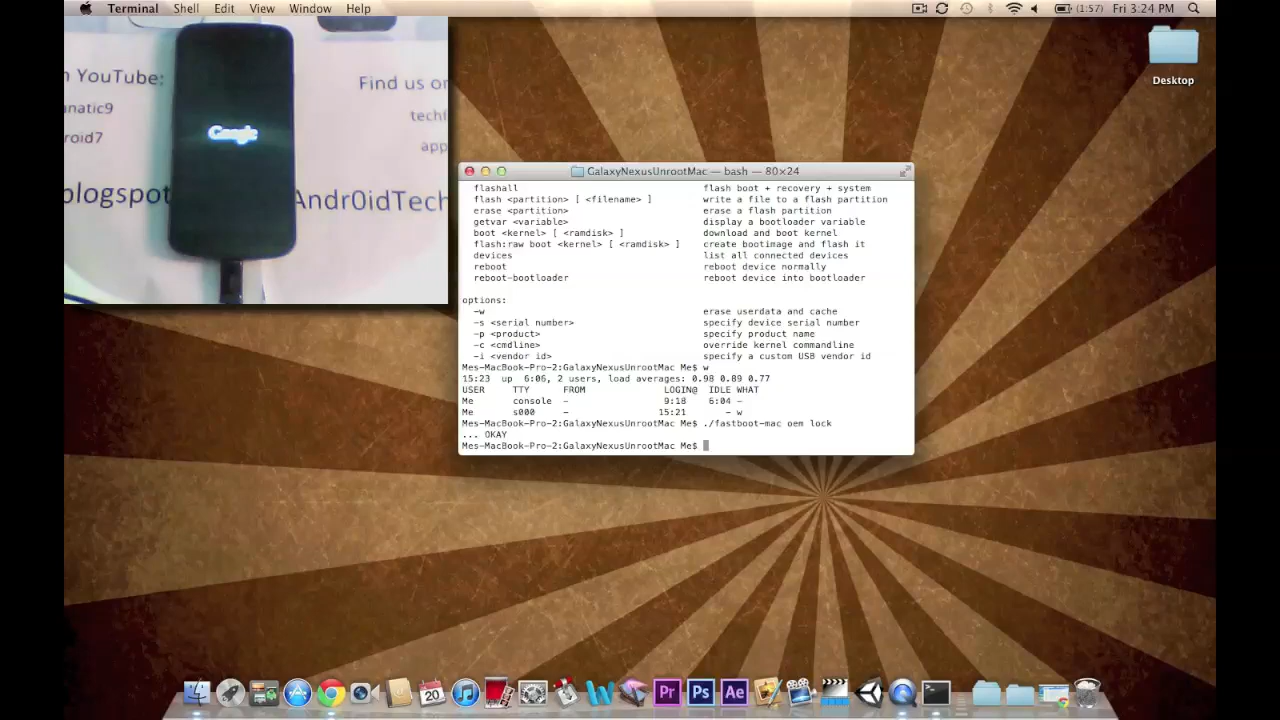 Terminal Shell Edit View Window Help
(1:57) Fri 3:24 PM
Desktop
YouTube:
anatic9
roid7
blogspot
Google
Find us
techf
app
Andr0idTech
GalaxyNexusUnrootMac — bash — 80×24
flashall flash boot + recovery + system
flash <partition> [ <filename> ] write a file to a flash partition
erase <partition> erase a flash partition
getvar <variable> display a bootloader variable
boot <kernel> [ <ramdisk> ] download and boot kernel
flash:raw boot <kernel> [ <ramdisk> ] create bootimage and flash it
devices list all connected devices
reboot reboot device normally
reboot-bootloader reboot device into bootloader
options:
-w erase userdata and cache
-s <serial number> specify device serial number
-p <product> specify product name
-c <cmdline> override kernel commandline
-i <vendor id> specify a custom USB vendor id
Mes-MacBook-Pro-2:GalaxyNexusUnrootMac Me$ w
15:23 up 6:06, 2 users, load averages: 0.98 0.89 0.77
USER TTY FROM LOGIN@ IDLE WHAT
Me console - 9:18 6:04 -
Me s000 - 15:21 - w
Mes-MacBook-Pro-2:GalaxyNexusUnrootMac Me$ ./fastboot-mac oem lock
... OKAY
Mes-MacBook-Pro-2:GalaxyNexusUnrootMac Me$
20
W
Pr Ps Ae